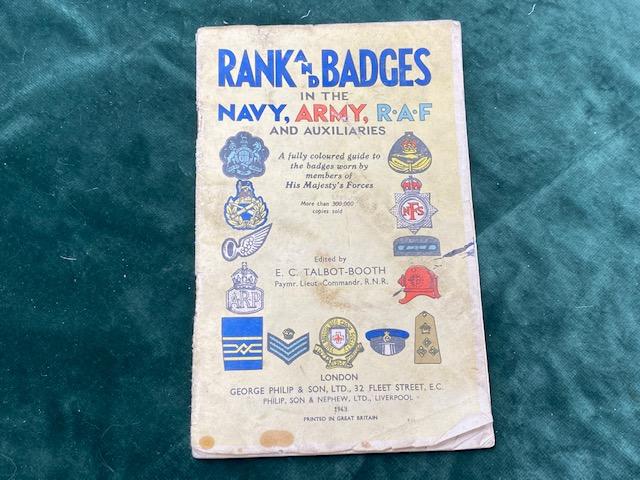 RANK AND BADGES
IN THE
NAVY, ARMY, R·A·F
AND AUXILIARIES
A fully coloured guide to
the badges worn by
members of
His Majesty's Forces
More than 300,000
copies sold
NFS
Edited by
E. C. TALBOT-BOOTH
Paymr. Lieut.-Commandr. R.N.R.
ARP
LONDON
GEORGE PHILIP & SON, LTD., 32 FLEET STREET, E.C.
PHILIP, SON & NEPHEW, LTD., LIVERPOOL
1943
PRINTED IN GREAT BRITAIN